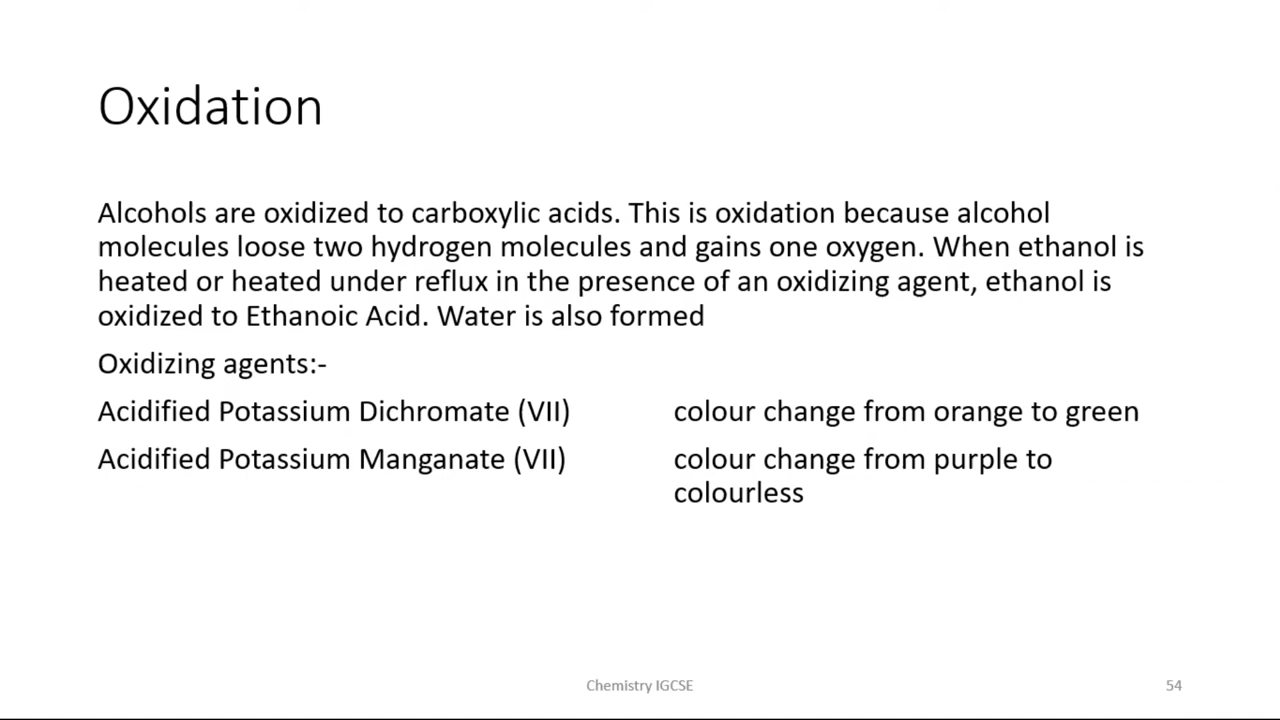 Oxidation
Alcohols are oxidized to carboxylic acids. This is oxidation because alcohol
molecules loose two hydrogen molecules and gains one oxygen. When ethanol is
heated or heated under reflux in the presence of an oxidizing agent, ethanol is
oxidized to Ethanoic Acid. Water is also formed
Oxidizing agents:-
Acidified Potassium Dichromate (VII) colour change from orange to green
Acidified Potassium Manganate (VII) colour change from purple to
colourless
Chemistry IGCSE 54